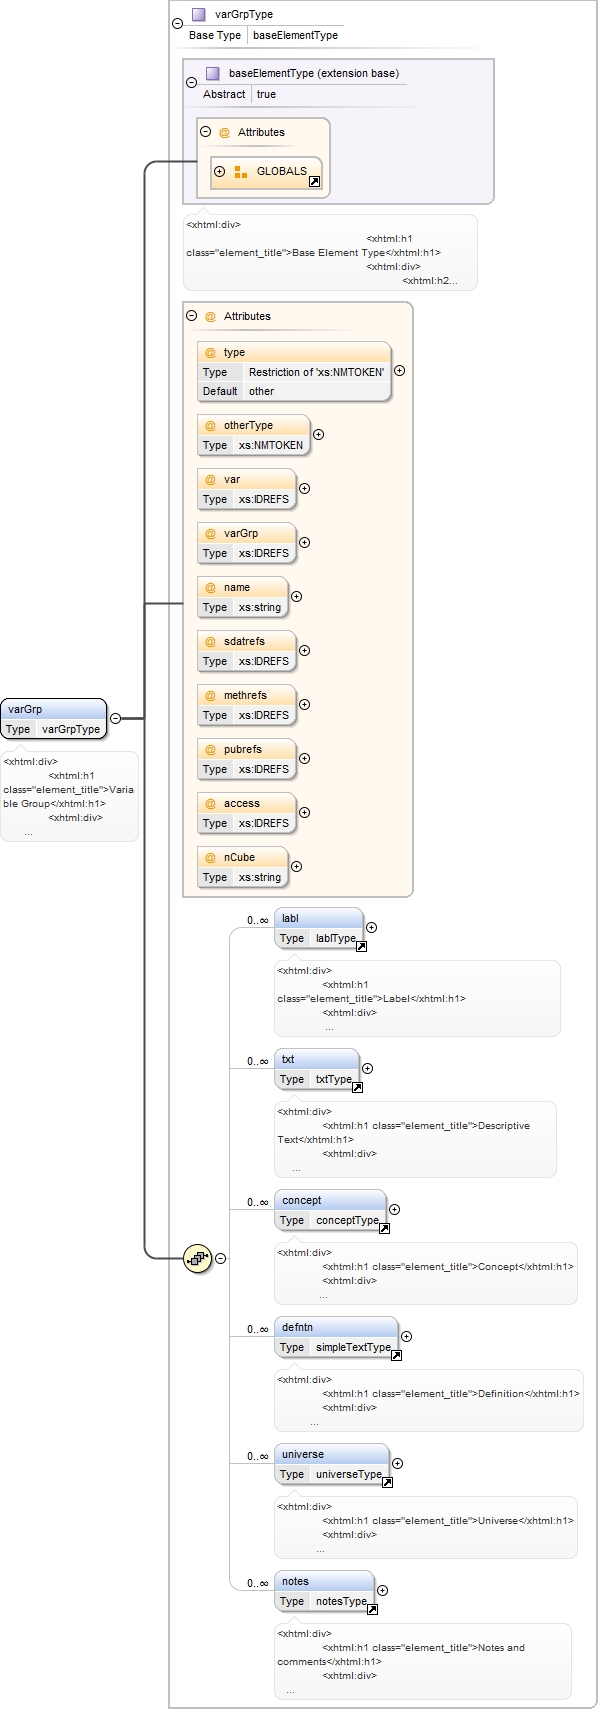 varGrpType
Base Type baseElementType
baseElementType (extension base)
Abstract true
@ Attributes
GLOBALS
<xhtml:div>
<xhtml:h1
class="element_title">Base Element Type</xhtml:h1>
<xhtml:div>
<xhtml:h2...
@ Attributes
@ type
Type Restriction of 'xs:NMTOKEN'
Default other
@ otherType
Type xs:NMTOKEN
@ var
Type xs:IDREFS
@ varGrp
Type xs:IDREFS
@ name
Type xs:string
@ sdatrefs
Type xs:IDREFS
@ methrefs
Type xs:IDREFS
@ pubrefs
Type xs:IDREFS
@ access
Type xs:IDREFS
@ nCube
Type xs:string
varGrp
Type varGrpType
<xhtml:div>
<xhtml:h1
class="element_title">Varia
ble Group</xhtml:h1>
<xhtml:div>
...
0..∞ labl
Type lablType
<xhtml:div>
<xhtml:h1
class="element_title">Label</xhtml:h1>
<xhtml:div>
...
0..∞ txt
Type txtType
<xhtml:div>
<xhtml:h1 class="element_title">Descriptive
Text</xhtml:h1>
<xhtml:div>
...
0..∞ concept
Type conceptType
<xhtml:div>
<xhtml:h1 class="element_title">Concept</xhtml:h1>
<xhtml:div>
...
0..∞ defntn
Type simpleTextType
<xhtml:div>
<xhtml:h1 class="element_title">Definition</xhtml:h1>
<xhtml:div>
...
0..∞ universe
Type universeType
<xhtml:div>
<xhtml:h1 class="element_title">Universe</xhtml:h1>
<xhtml:div>
...
0..∞ notes
Type notesType
<xhtml:div>
<xhtml:h1 class="element_title">Notes and
comments</xhtml:h1>
<xhtml:div>
...